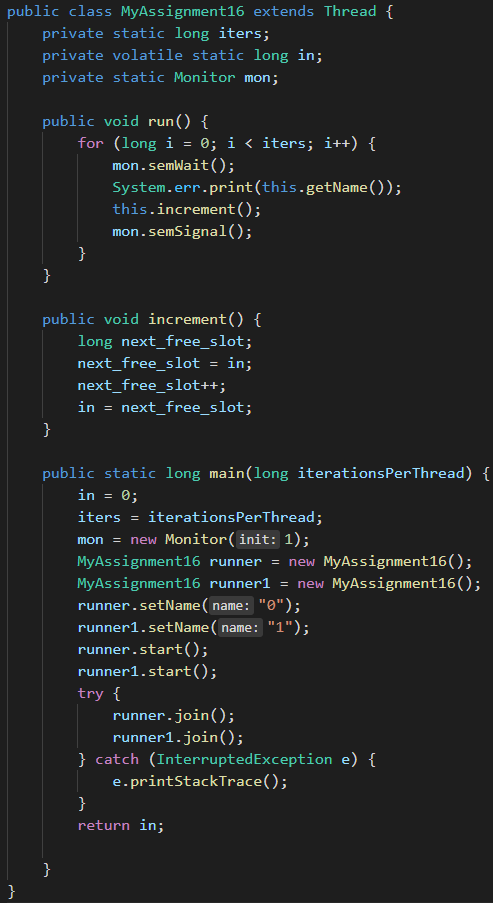 public class MyAssignment16 extends Thread {
    private static long iters;
    private volatile static long in;
    private static Monitor mon;

    public void run() {
        for (long i = 0; i < iters; i++) {
            mon.semWait();
            System.err.print(this.getName());
            this.increment();
            mon.semSignal();
        }
    }

    public void increment() {
        long next_free_slot;
        next_free_slot = in;
        next_free_slot++;
        in = next_free_slot;
    }

    public static long main(long iterationsPerThread) {
        in = 0;
        iters = iterationsPerThread;
        mon = new Monitor(init: 1);
        MyAssignment16 runner = new MyAssignment16();
        MyAssignment16 runner1 = new MyAssignment16();
        runner.setName(name: "0");
        runner1.setName(name: "1");
        runner.start();
        runner1.start();
        try {
            runner.join();
            runner1.join();
        } catch (InterruptedException e) {
            e.printStackTrace();
        }
        return in;

    }
}